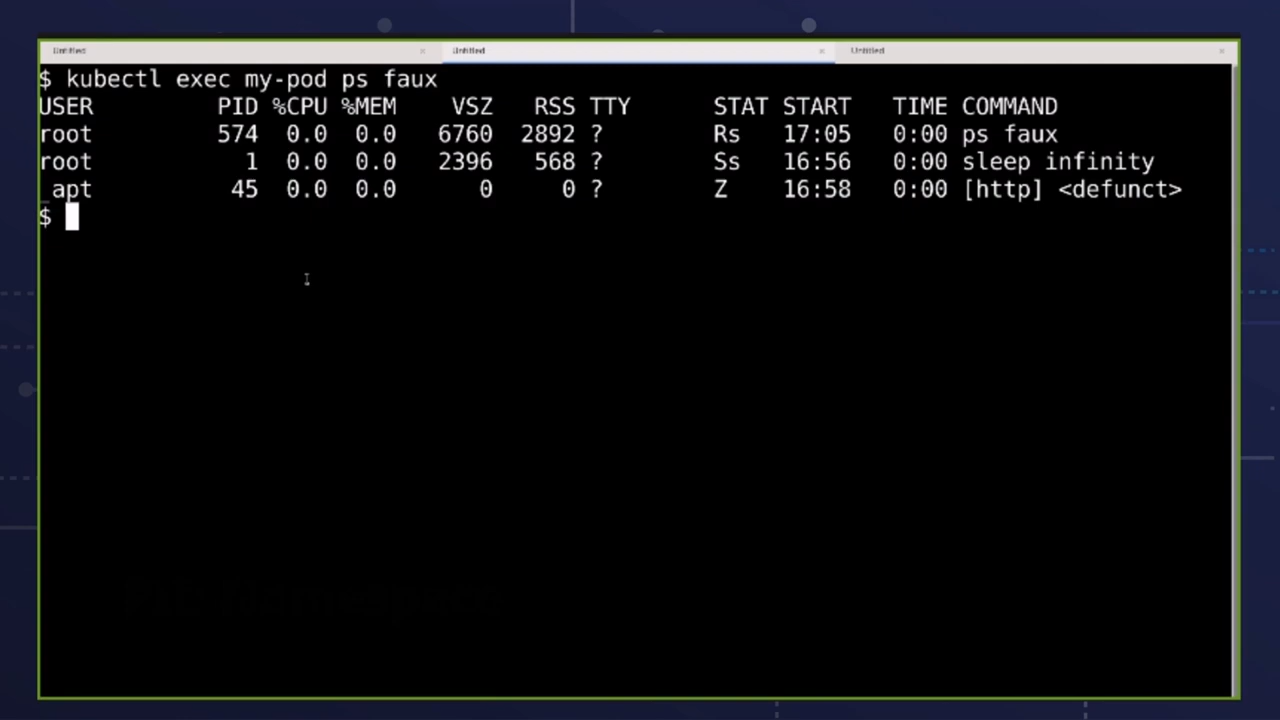 Untitled × Untitled × Untitled ×
$ kubectl exec my-pod ps faux
USER PID %CPU %MEM VSZ RSS TTY STAT START TIME COMMAND
root 574 0.0 0.0 6760 2892 ? Rs 17:05 0:00 ps faux
root 1 0.0 0.0 2396 568 ? Ss 16:56 0:00 sleep infinity
_apt 45 0.0 0.0 0 0 ? Z 16:58 0:00 [http] <defunct>
$